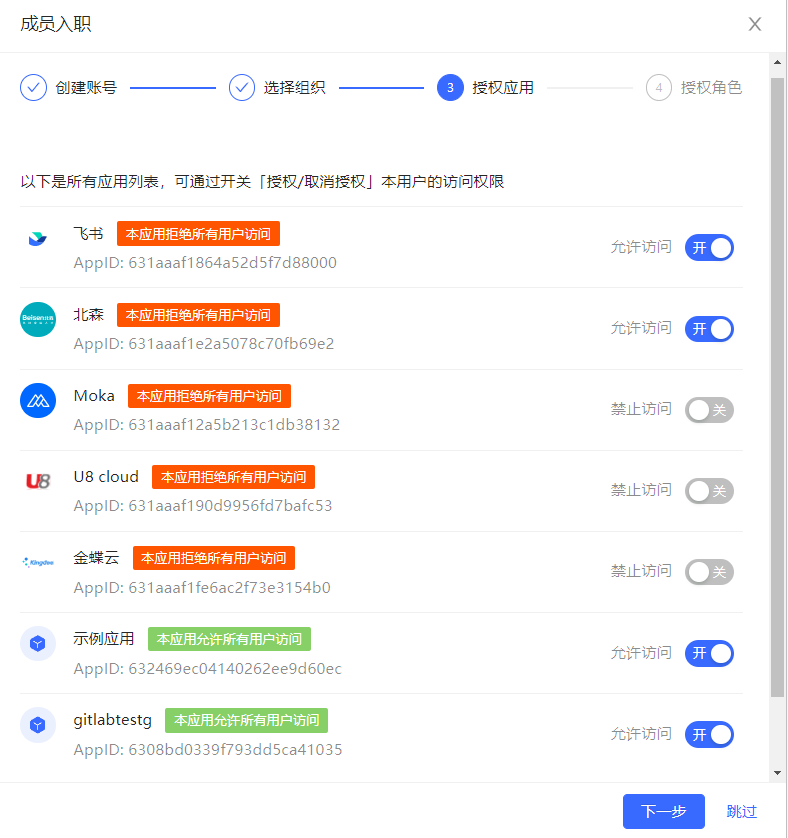 成员入职
创建账号 选择组织 3 授权应用 4 授权角色
以下是所有应用列表，可通过开关「授权/取消授权」本用户的访问权限
飞书 本应用拒绝所有用户访问
AppID: 631aaaf1864a52d5f7d88000
允许访问 开
北森 本应用拒绝所有用户访问
AppID: 631aaaf1e2a5078c70fb69e2
允许访问 开
Moka 本应用拒绝所有用户访问
AppID: 631aaaf12a5b213c1db38132
禁止访问 关
U8
U8 cloud 本应用拒绝所有用户访问
AppID: 631aaaf190d9956fd7bafc53
禁止访问 关
Kingdee
金蝶云 本应用拒绝所有用户访问
AppID: 631aaaf1fe6ac2f73e3154b0
禁止访问 关
示例应用 本应用允许所有用户访问
AppID: 632469ec04140262ee9d60ec
允许访问 开
gitlabtestg 本应用允许所有用户访问
AppID: 6308bd0339f793dd5ca41035
允许访问 开
下一步 跳过